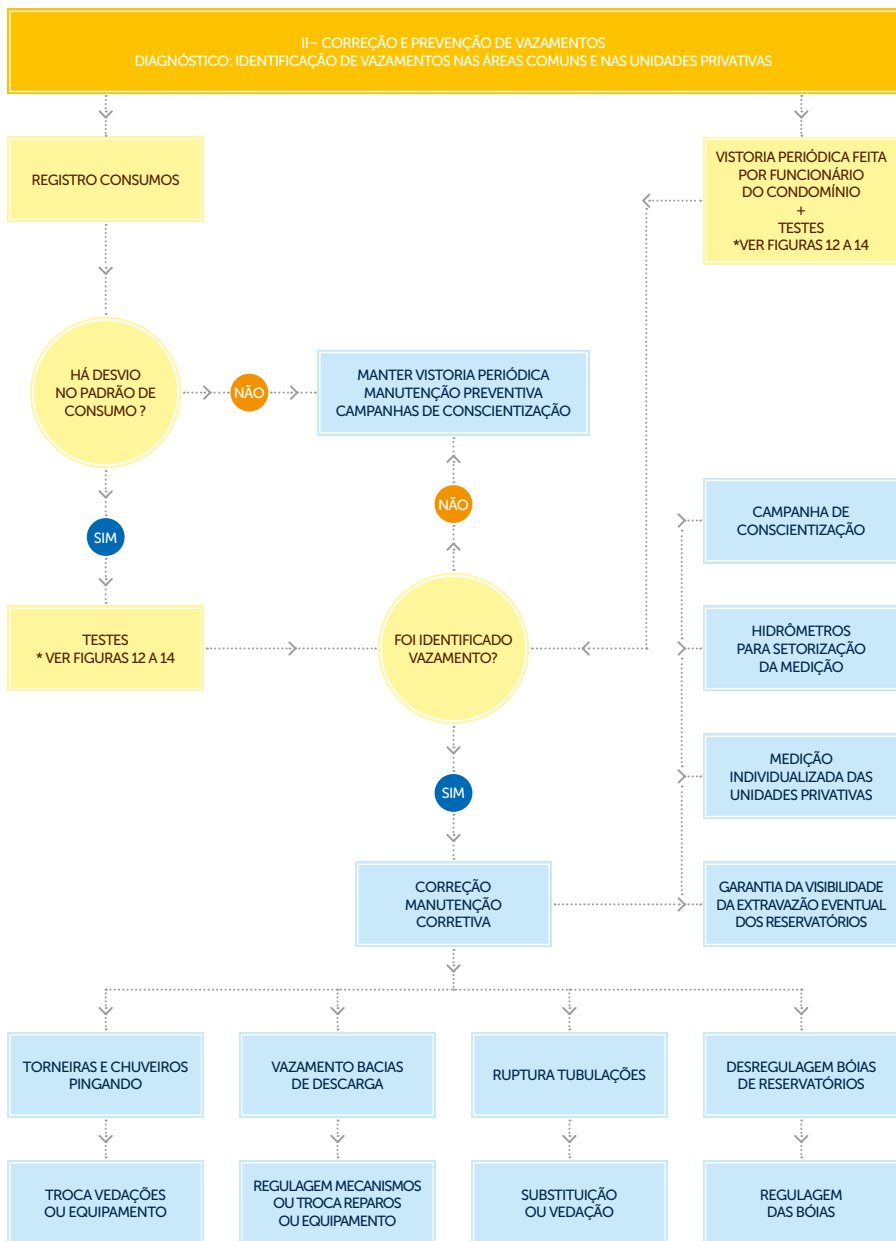 II– CORREÇÃO E PREVENÇÃO DE VAZAMENTOS
DIAGNÓSTICO: IDENTIFICAÇÃO DE VAZAMENTOS NAS ÁREAS COMUNS E NAS UNIDADES PRIVATIVAS
REGISTRO CONSUMOS
VISTORIA PERIÓDICA FEITA
POR FUNCIONÁRIO
DO CONDOMÍNIO
+
TESTES
*VER FIGURAS 12 A 14
HÁ DESVIO
NO PADRÃO DE
CONSUMO ?
NÃO
MANTER VISTORIA PERIÓDICA
MANUTENÇÃO PREVENTIVA
CAMPANHAS DE CONSCIENTIZAÇÃO
SIM
NÃO
CAMPANHA DE
CONSCIENTIZAÇÃO
TESTES
* VER FIGURAS 12 A 14
FOI IDENTIFICADO
VAZAMENTO?
HIDRÔMETROS
PARA SETORIZAÇÃO
DA MEDIÇÃO
SIM
MEDIÇÃO
INDIVIDUALIZADA DAS
UNIDADES PRIVATIVAS
CORREÇÃO
MANUTENÇÃO
CORRETIVA
GARANTIA DA VISIBILIDADE
DA EXTRAVAZÃO EVENTUAL
DOS RESERVATÓRIOS
TORNEIRAS E CHUVEIROS
PINGANDO
VAZAMENTO BACIAS
DE DESCARGA
RUPTURA TUBULAÇÕES
DESREGULAGEM BÓIAS
DE RESERVATÓRIOS
TROCA VEDAÇÕES
OU EQUIPAMENTO
REGULAGEM MECANISMOS
OU TROCA REPAROS
OU EQUIPAMENTO
SUBSTITUIÇÃO
OU VEDAÇÃO
REGULAGEM
DAS BÓIAS